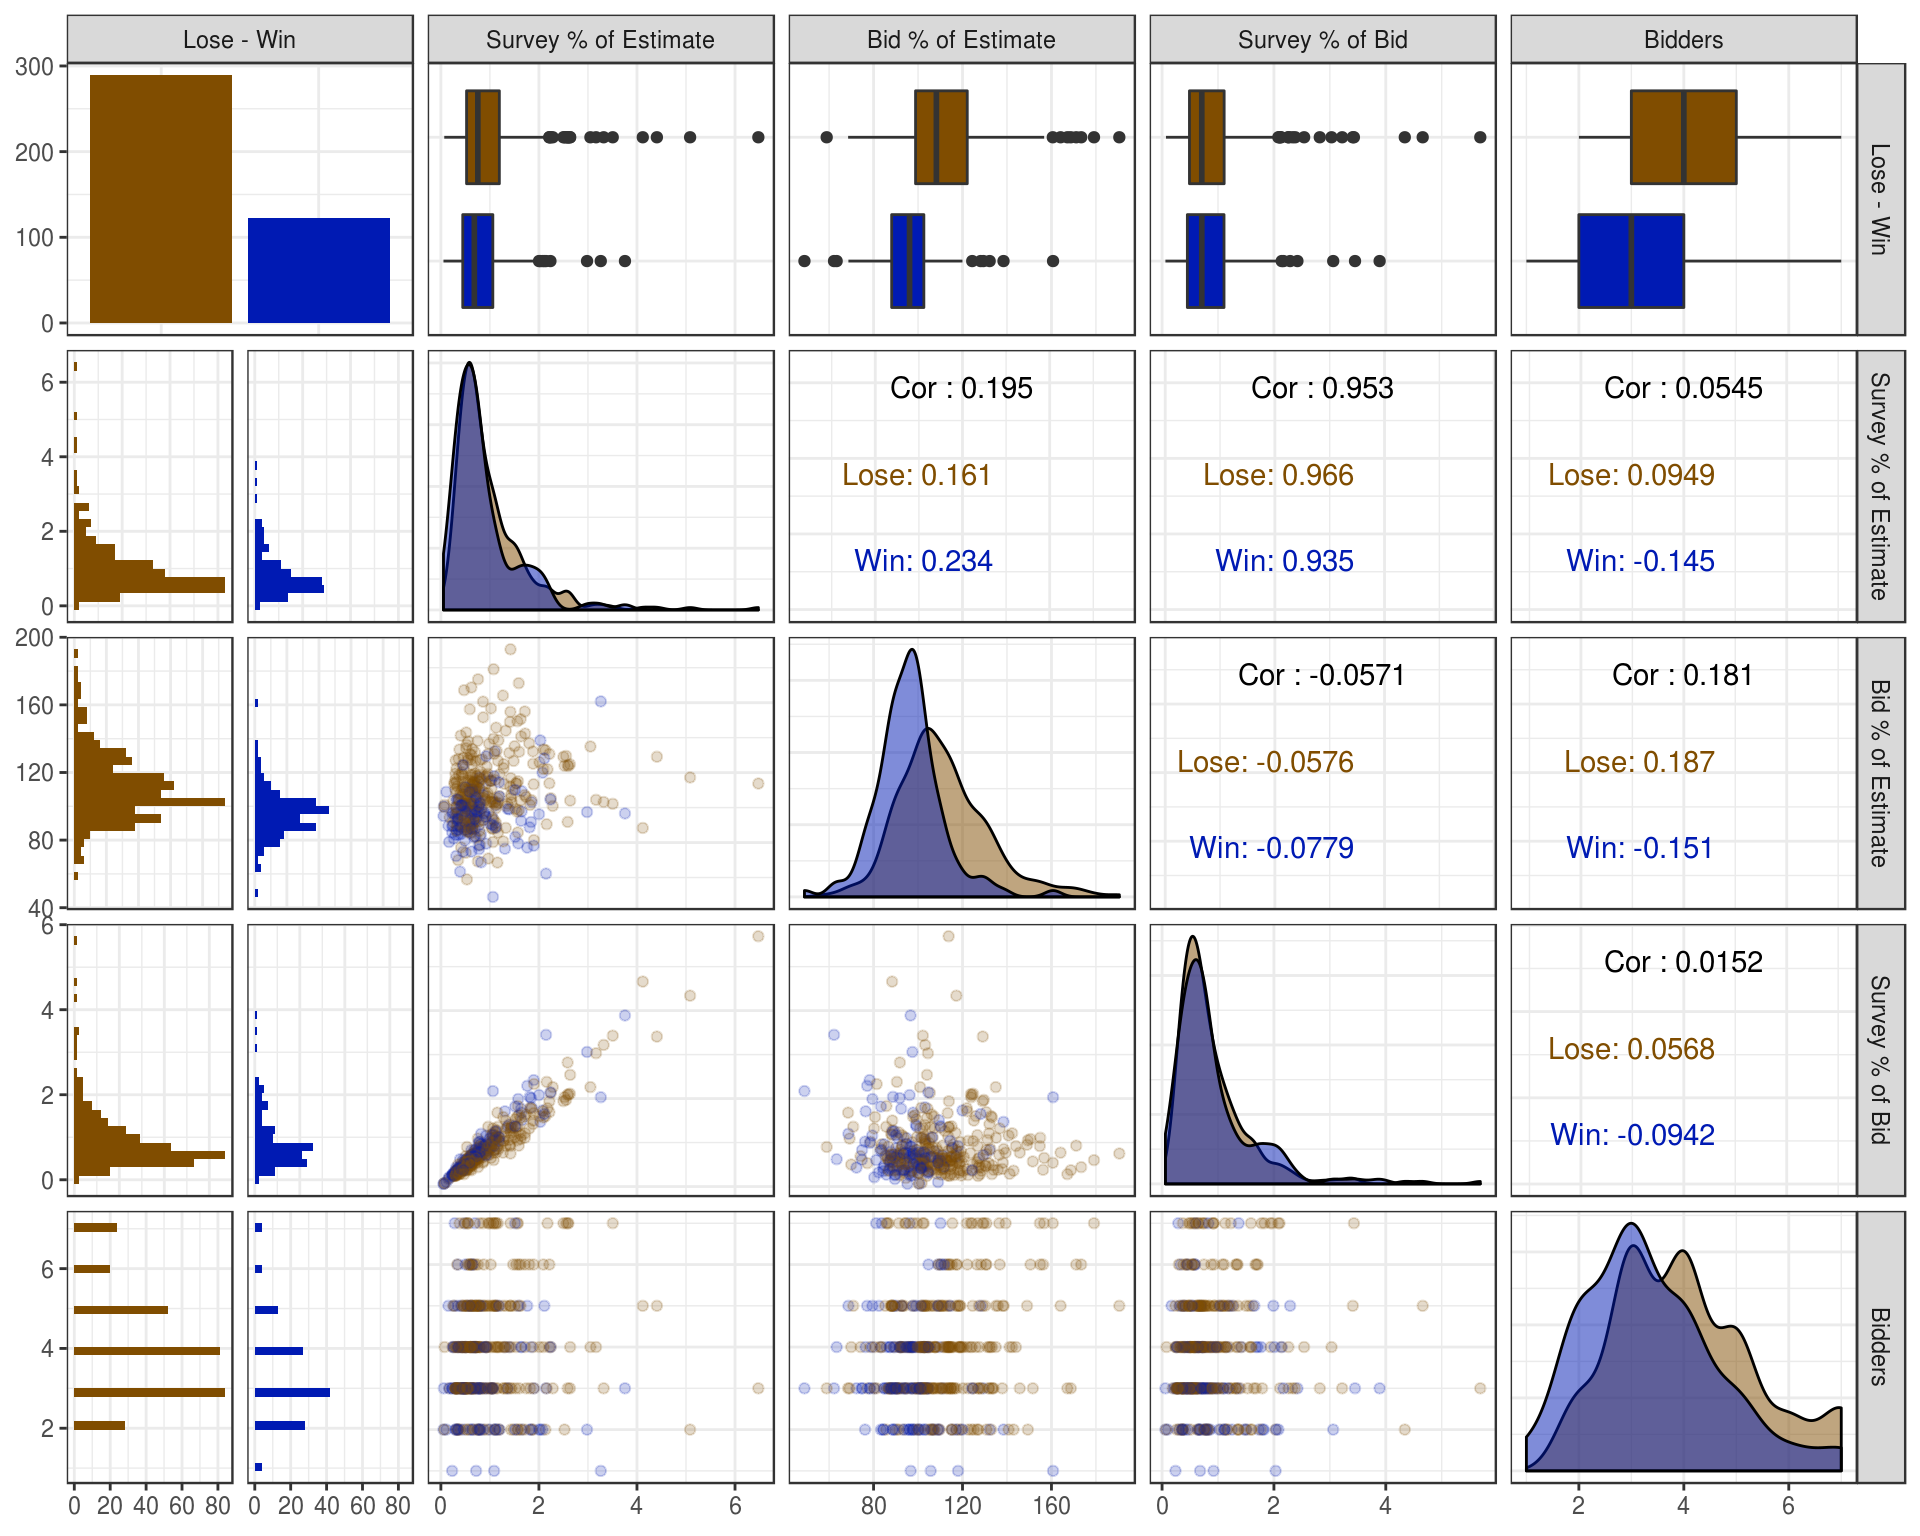 Lose - Win
Survey % of Estimate
Bid % of Estimate
Survey % of Bid
Bidders
300
200
100
0
Lose - Win
6
4
2
0
Cor : 0.195
Lose: 0.161
Win: 0.234
Cor : 0.953
Lose: 0.966
Win: 0.935
Cor : 0.0545
Lose: 0.0949
Win: -0.145
Survey % of Estimate
200
160
120
80
40
Cor : -0.0571
Lose: -0.0576
Win: -0.0779
Cor : 0.181
Lose: 0.187
Win: -0.151
Bid % of Estimate
6
4
2
0
Cor : 0.0152
Lose: 0.0568
Win: -0.0942
Survey % of Bid
6
4
2
Bidders
0 20 40 60 80
0 20 40 60 80
0 2 4 6
80 120 160
0 2 4
2 4 6